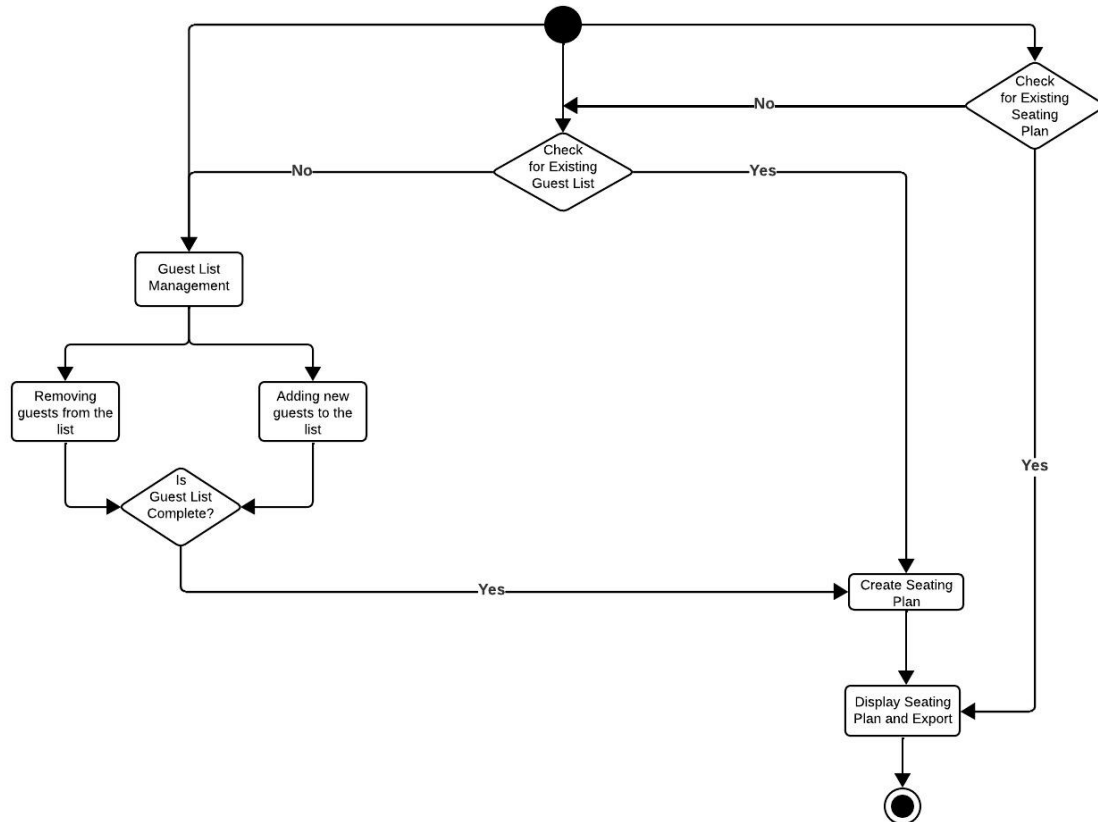 Check
for Existing
Seating
Plan
No
Check
for Existing
Guest List
No
Yes
Guest List
Management
Removing
guests from the
list
Adding new
guests to the
list
Is
Guest List
Complete?
Yes
Yes
Create Seating
Plan
Display Seating
Plan and Export